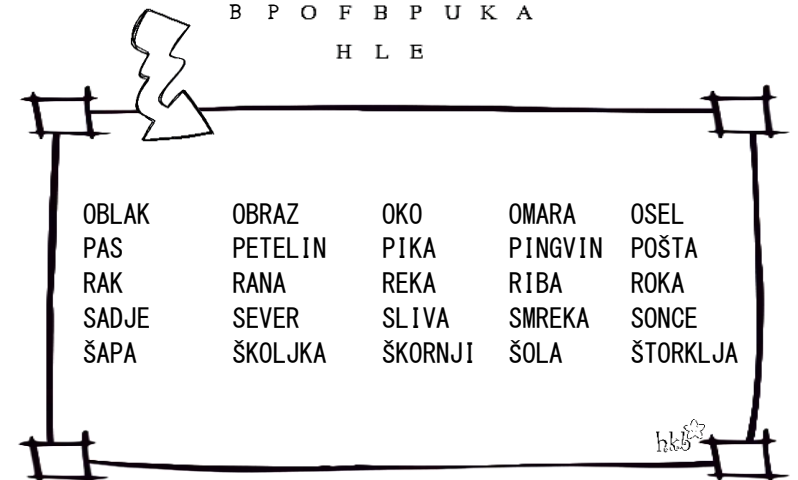 B P O F B P U K A
H L E
OBLAK OBRAZ OKO OMARA OSEL
PAS PETELIN PIKA PINGVIN POŠTA
RAK RANA REKA RIBA ROKA
SADJE SEVER SLIVA SMREKA SONCE
ŠAPA ŠKOLJKA ŠKORNJI ŠOLA ŠTORKLJA
hkb